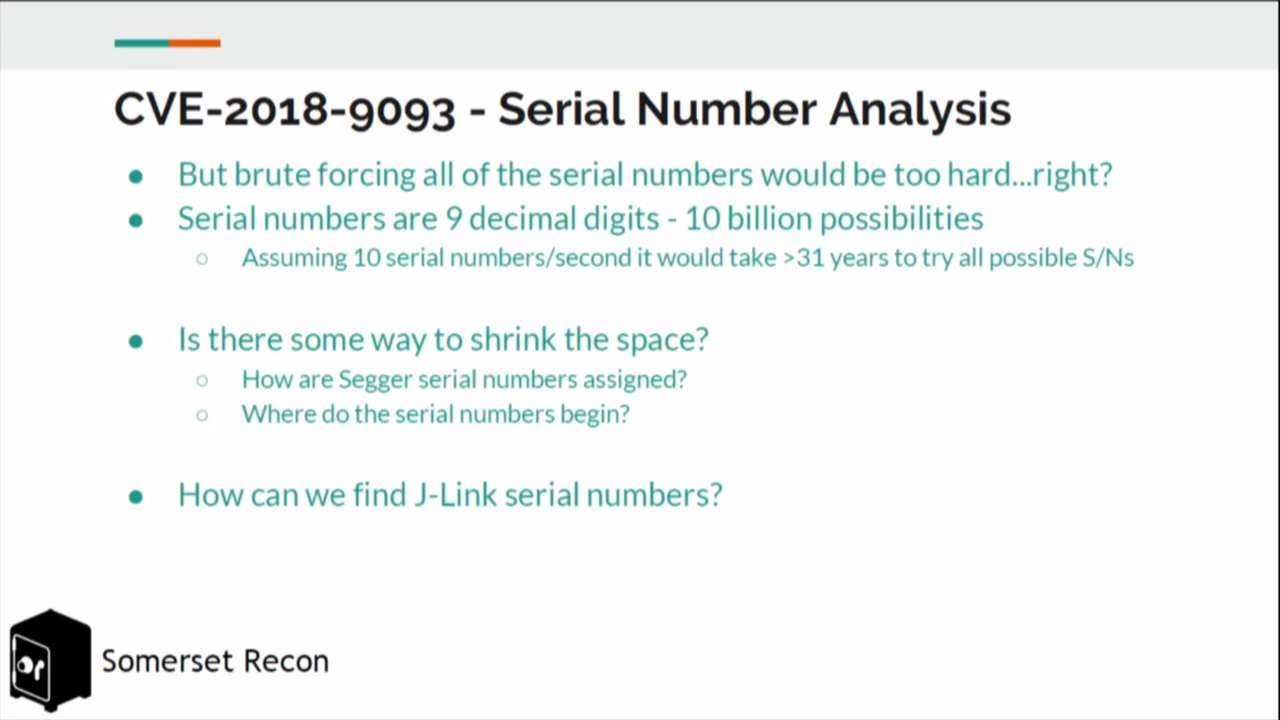 CVE-2018-9093 - Serial Number Analysis
But brute forcing all of the serial numbers would be too hard...right?
Serial numbers are 9 decimal digits - 10 billion possibilities
Assuming 10 serial numbers/second it would take >31 years to try all possible S/Ns
Is there some way to shrink the space?
How are Segger serial numbers assigned?
Where do the serial numbers begin?
How can we find J-Link serial numbers?
Somerset Recon